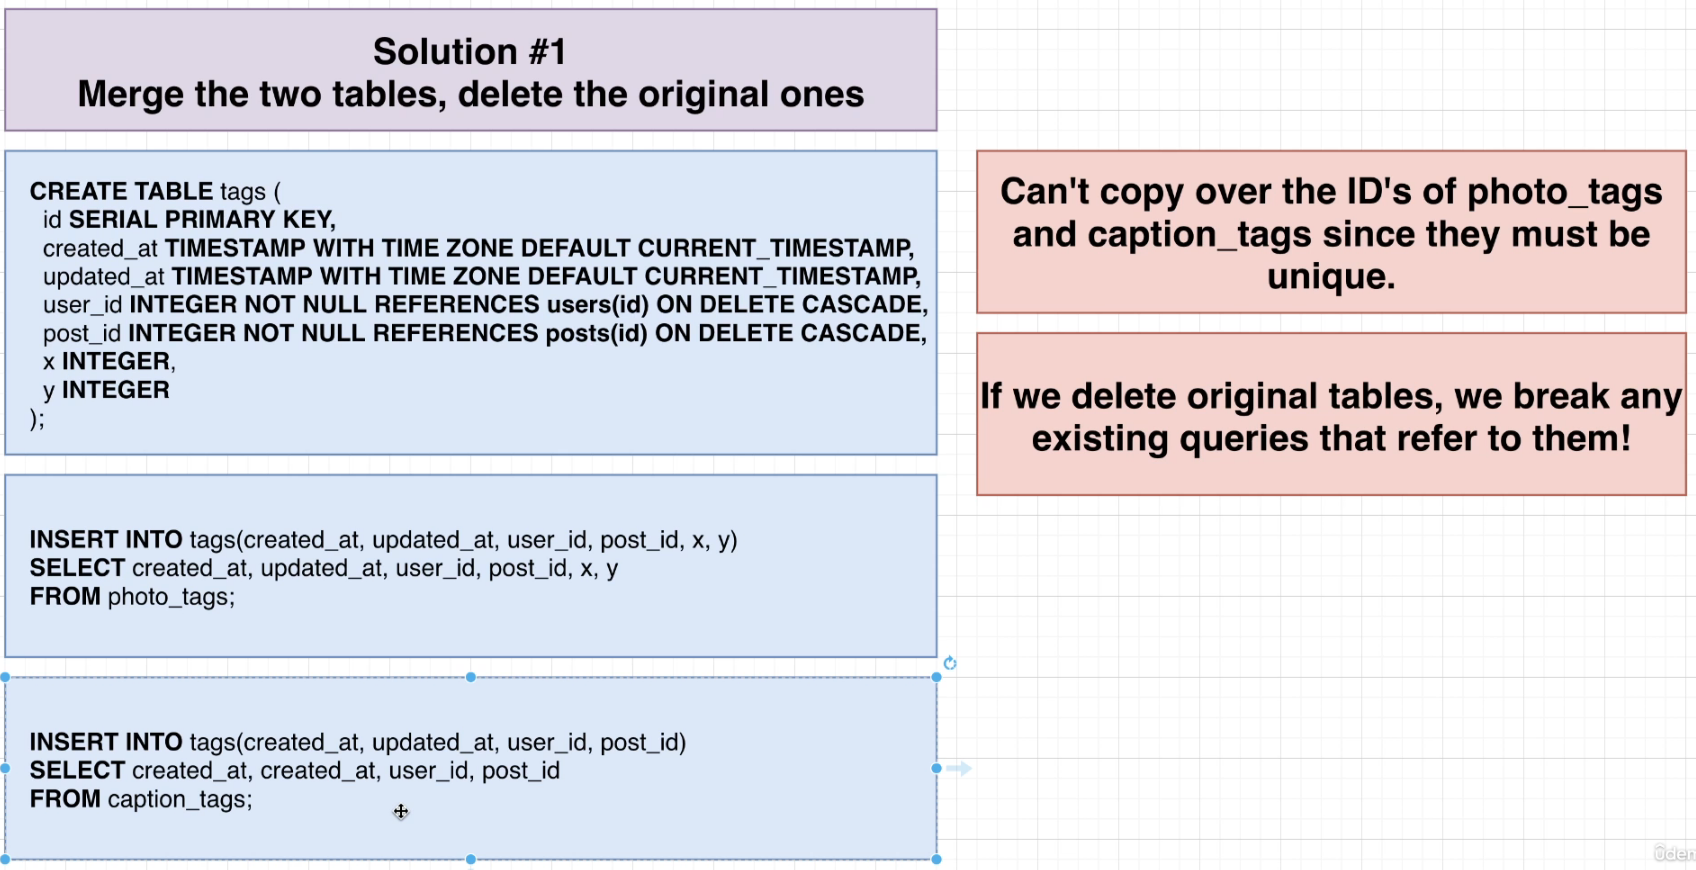 Solution #1
Merge the two tables, delete the original ones
CREATE TABLE tags (
id SERIAL PRIMARY KEY,
created_at TIMESTAMP WITH TIME ZONE DEFAULT CURRENT_TIMESTAMP,
updated_at TIMESTAMP WITH TIME ZONE DEFAULT CURRENT_TIMESTAMP,
user_id INTEGER NOT NULL REFERENCES users(id) ON DELETE CASCADE,
post_id INTEGER NOT NULL REFERENCES posts(id) ON DELETE CASCADE,
x INTEGER,
y INTEGER
);
INSERT INTO tags(created_at, updated_at, user_id, post_id, x, y)
SELECT created_at, updated_at, user_id, post_id, x, y
FROM photo_tags;
INSERT INTO tags(created_at, updated_at, user_id, post_id)
SELECT created_at, created_at, user_id, post_id
FROM caption_tags;
Can't copy over the ID's of photo_tags
and caption_tags since they must be
unique.
If we delete original tables, we break any
existing queries that refer to them!